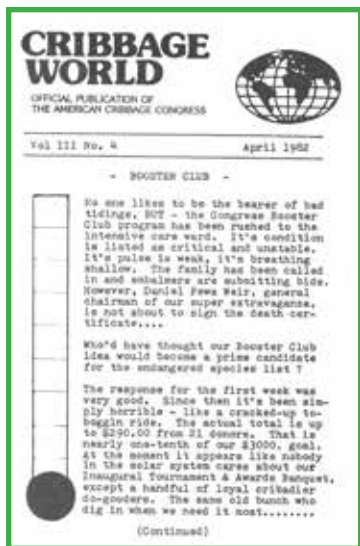 CRIBBAGE
WORLD
OFFICIAL PUBLICATION OF
THE AMERICAN CRIBBAGE CONGRESS
Vol III No. 4 April 1982
- BOOSTER CLUB -
No one likes to be the bearer of bad
tidings, BUT - the Congress Booster
Club program has been rushed to the
intensive care ward. It's condition
is listed as critical and unstable.
It's pulse is weak, it's breathing
shallow. The family has been called
in and embalmers are submitting bids.
However, Daniel Pews Weir, general
chairman of our super extravaganza,
is not about to sign the death cer-
tificate....
Who'd have thought our Booster Club
idea would become a prime candidate
for the endangered species list ?
The response for the first week was
very good. Since then it's been sim-
ply horrible - like a cracked-up to-
boggin ride. The actual total is up
to $290.00 from 21 donors. That is
nearly one-tenth of our $3000. goal.
At the moment it appears like nobody
in the solar system cares about our
Inaugural Tournament & Awards Banquet,
except a handful of loyal cribadier
do-gooders. The same old bunch who
dig in when we need it most........
(Continued)